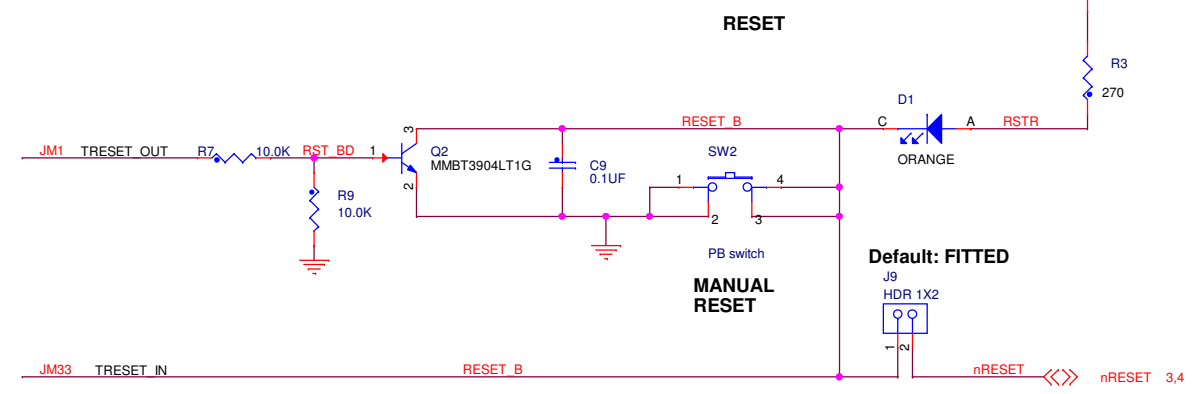 RESET
R3
270
D1
C
A
RSTR
ORANGE
RESET_B
3
JM1
TRESET_OUT
R7
10.0K
RST_BD
1
Q2
MMBT3904LT1G
2
C9
0.1UF
SW2
1
4
2
3
PB switch
R9
10.0K
MANUAL
RESET
Default: FITTED
J9
HDR 1X2
1
2
JM33
TRESET_IN
RESET_B
nRESET
nRESET 3,4